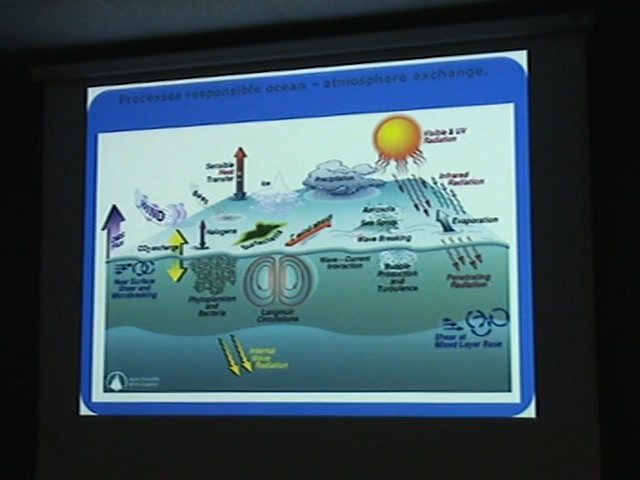 Processes responsible ocean – atmosphere exchange.
Visible & UV
Radiation
Sensible
Heat
Transfer
Ice
Precipitation
Infrared
Radiation
WIND
Aerosols
Sea Spray
Evaporation
CO2 exchange
Halogens
Surfactants
Wave Breaking
Near Surface
Shear and
Microbreaking
Phytoplankton
and
Bacteria
Langmuir
Circulations
Wave – Current
Interaction
Bubble
Production
and
Turbulence
Penetrating
Radiation
Shear at
Mixed Layer Base
Internal
Wave
Radiation